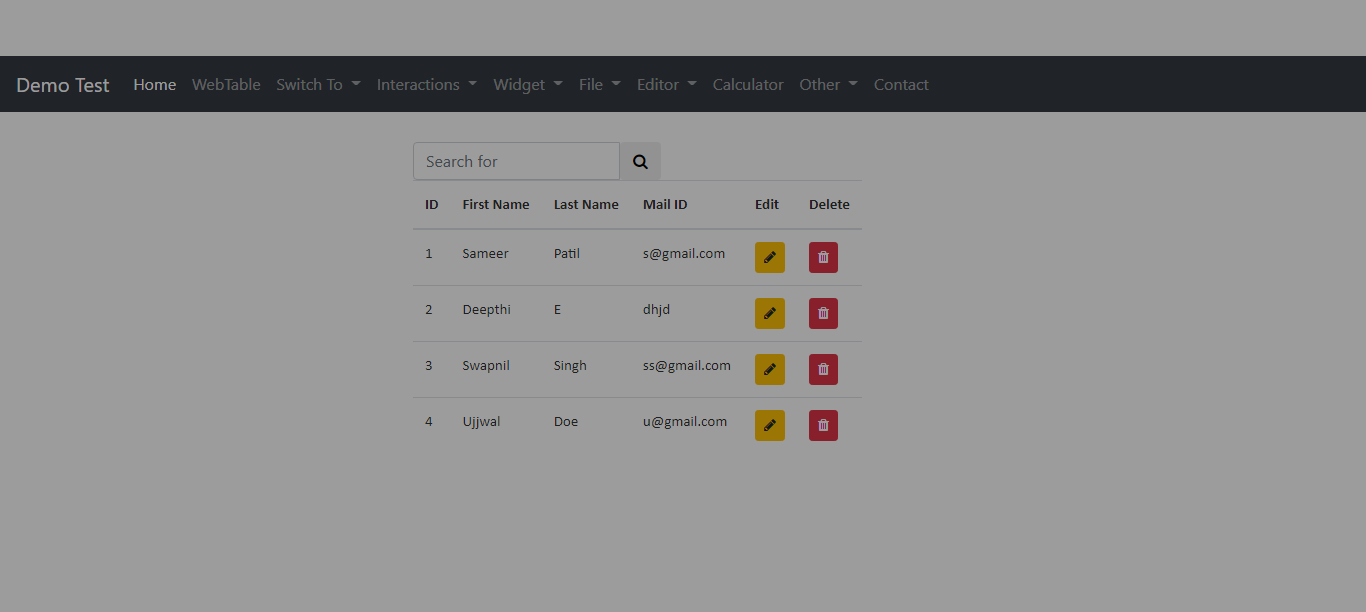 Demo Test Home WebTable Switch To Interactions Widget File Editor Calculator Other Contact
Search for
ID First Name Last Name Mail ID Edit Delete
1 Sameer Patil s@gmail.com
2 Deepthi E dhjd
3 Swapnil Singh ss@gmail.com
4 Ujjwal Doe u@gmail.com